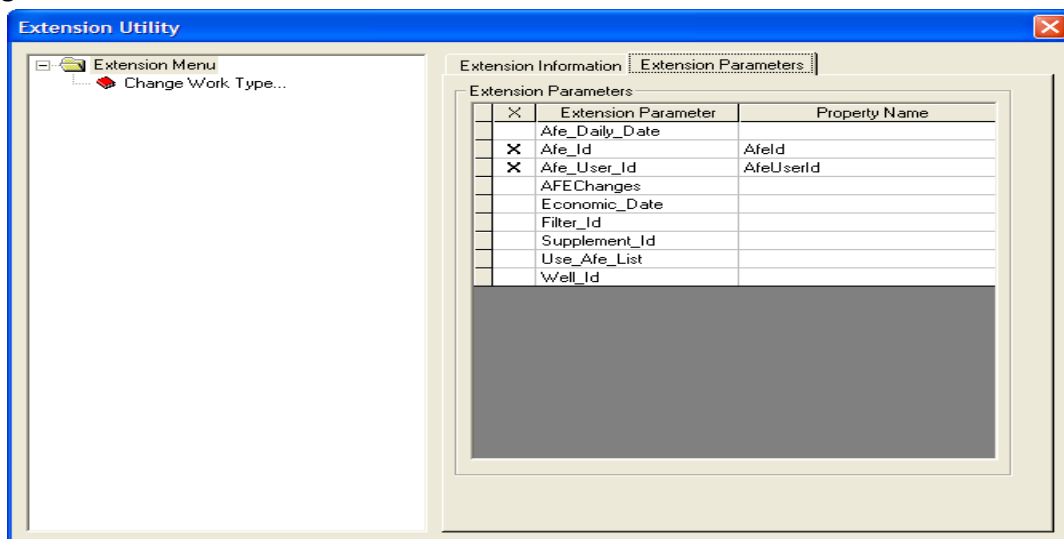 Extension Utility
Extension Menu
Change Work Type...
Extension Information Extension Parameters
Extension Parameters
X Extension Parameter Property Name
Afe_Daily_Date
X Afe_Id AfeId
X Afe_User_Id AfeUserId
AFEChanges
Economic_Date
Filter_Id
Supplement_Id
Use_Afe_List
Well_Id